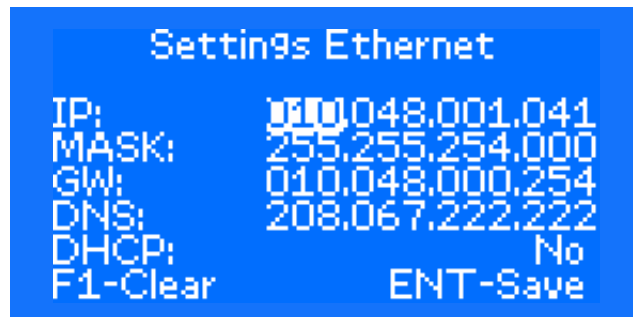 Settings Ethernet
IP: 010.048.001.041
MASK: 255.255.254.000
GW: 010.048.000.254
DNS: 208.067.222.222
DHCP: No
F1-Clear ENT-Save